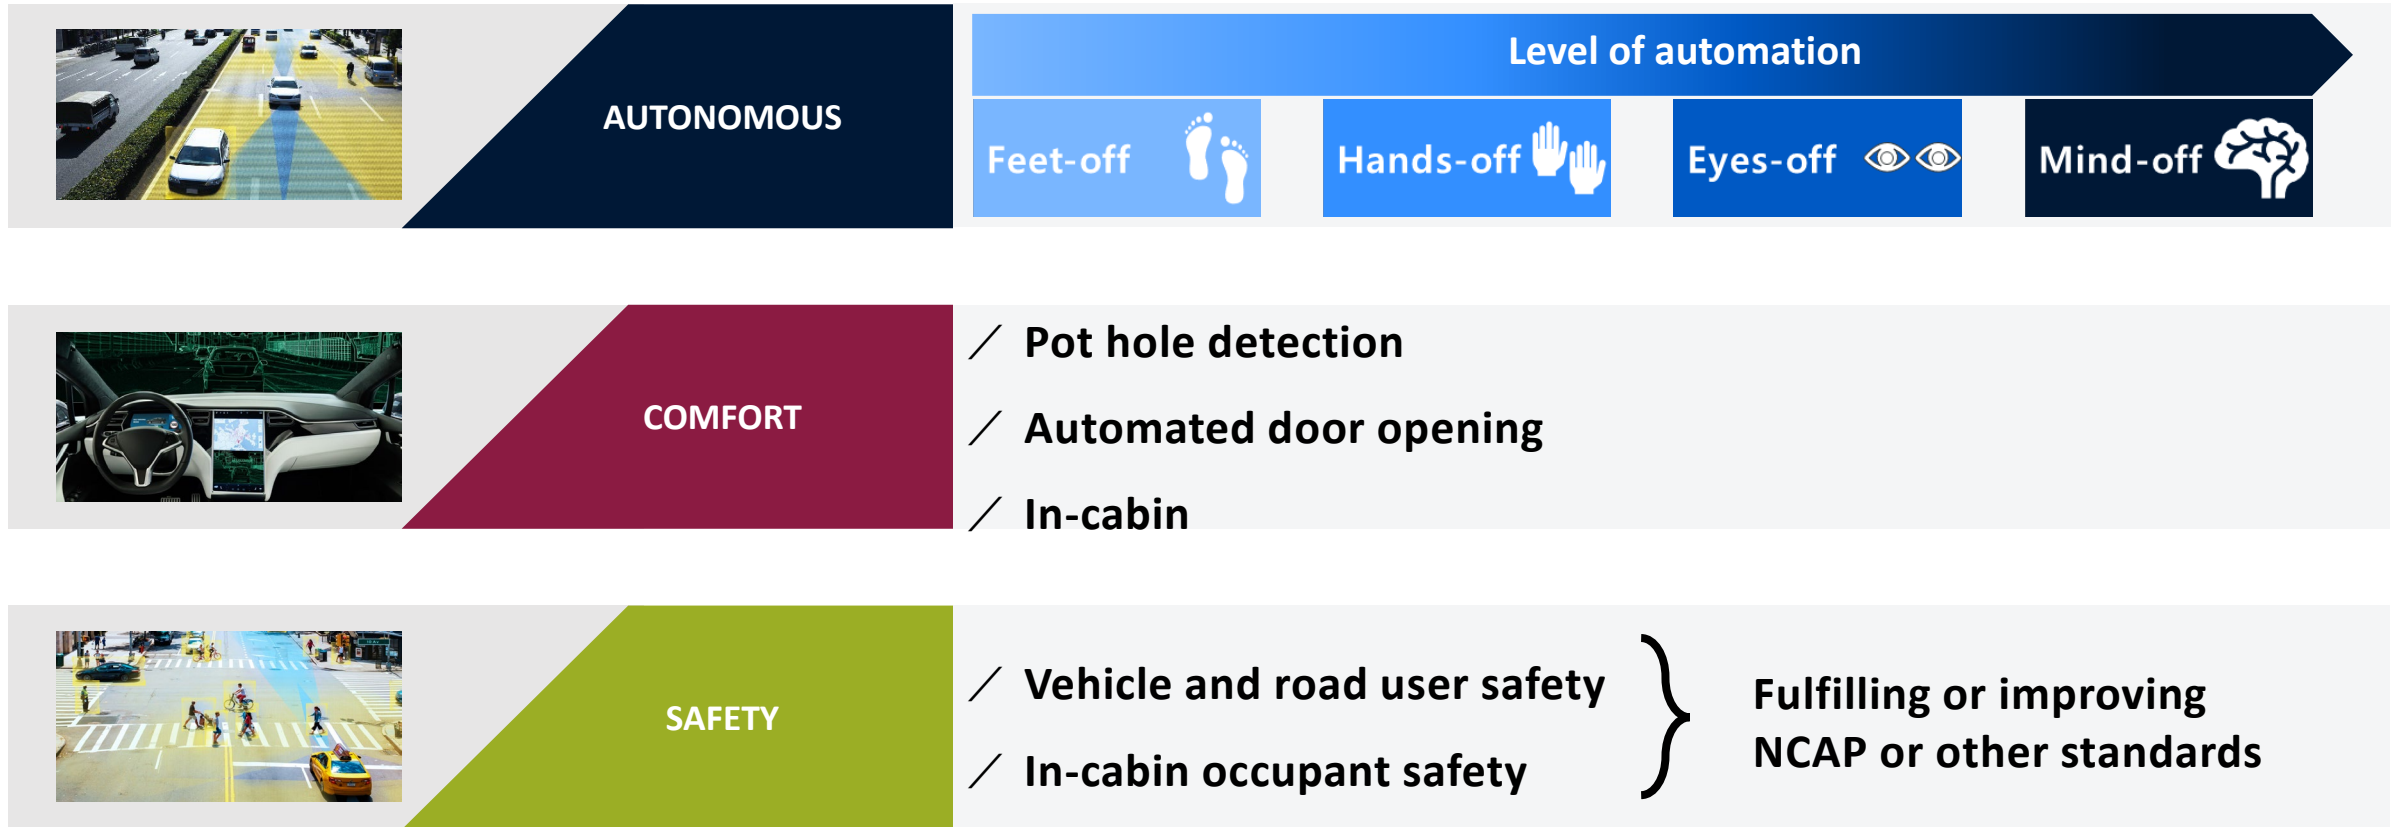 AUTONOMOUS
Level of automation
Feet-off
Hands-off
Eyes-off
Mind-off
COMFORT
Pot hole detection
Automated door opening
In-cabin
SAFETY
Vehicle and road user safety
In-cabin occupant safety
Fulfilling or improving
NCAP or other standards